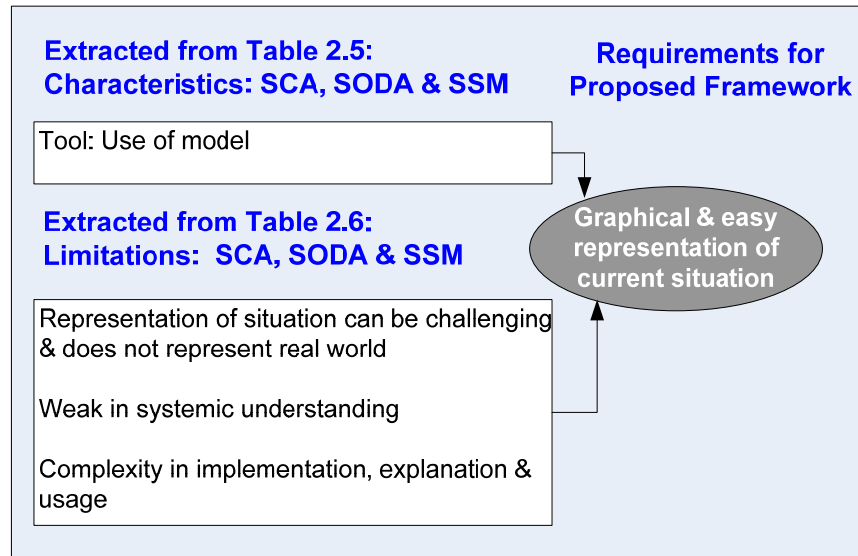 Extracted from Table 2.5:
Characteristics: SCA, SODA & SSM
Requirements for
Proposed Framework
Tool: Use of model
Extracted from Table 2.6:
Limitations: SCA, SODA & SSM
Graphical & easy
representation of
current situation
Representation of situation can be challenging
& does not represent real world
Weak in systemic understanding
Complexity in implementation, explanation &
usage